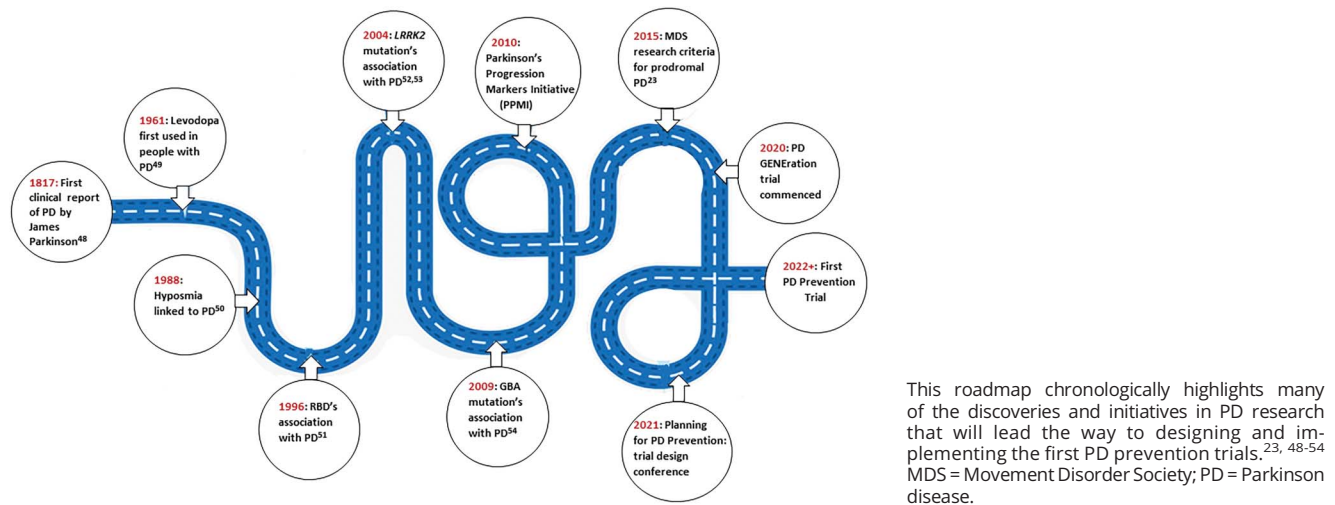 1817: First
clinical report
of PD by
James
Parkinson48
1961: Levodopa
first used in
people with
PD49
1988:
Hyposmia
linked to PD50
1996: RBD's
association
with PD51
2004: LRRK2
mutation's
association
with PD52,53
2009: GBA
mutation's
association
with PD54
2010:
Parkinson's
Progression
Markers Initiative
(PPMI)
2015: MDS
research criteria
for prodromal
PD23
2020: PD
GENEration
trial
commenced
2021: Planning
for PD Prevention:
trial design
conference
2022+: First
PD Prevention
Trial
This roadmap chronologically highlights many
of the discoveries and initiatives in PD research
that will lead the way to designing and im-
plementing the first PD prevention trials.23, 48-54
MDS = Movement Disorder Society; PD = Parkinson
disease.